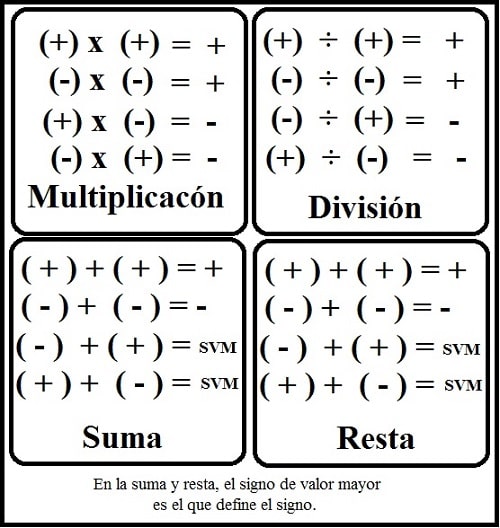 (+) x (+) = +
(-) x (-) = +
(+) x (-) = -
(-) x (+) = -
Multiplicacón
(+) ÷ (+) = +
(-) ÷ (-) = +
(-) ÷ (+) = -
(+) ÷ (-) = -
División
( + ) + ( + ) = +
( - ) + ( - ) = -
( - ) + ( + ) = SVM
( + ) + ( - ) = SVM
Suma
( + ) + ( + ) = +
( - ) + ( - ) = -
( - ) + ( + ) = SVM
( + ) + ( - ) = SVM
Resta
En la suma y resta, el signo de valor mayor
es el que define el signo.